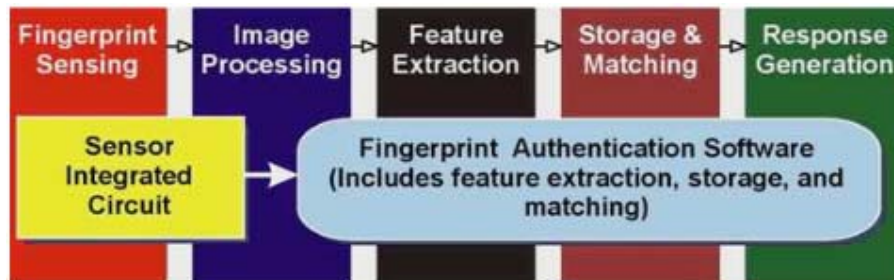 Fingerprint
Sensing
Image
Processing
Feature
Extraction
Storage &
Matching
Response
Generation
Sensor
Integrated
Circuit
Fingerprint Authentication Software
(Includes feature extraction, storage, and
matching)